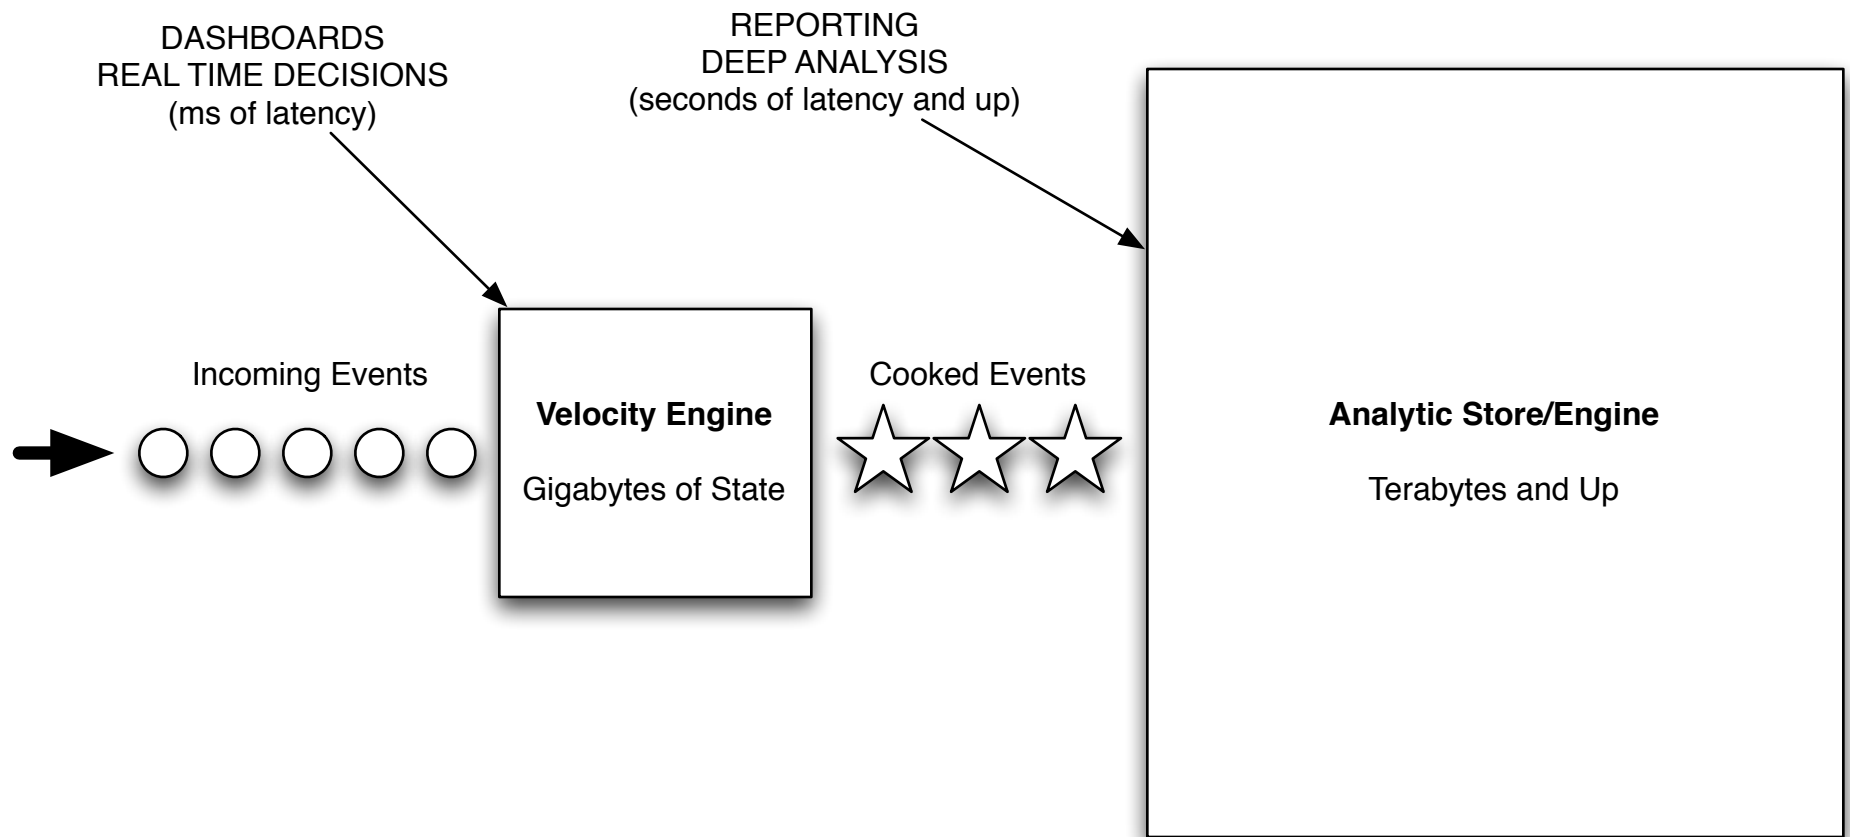 DASHBOARDS
REAL TIME DECISIONS
(ms of latency)
REPORTING
DEEP ANALYSIS
(seconds of latency and up)
Incoming Events
Velocity Engine
Gigabytes of State
Cooked Events
Analytic Store/Engine
Terabytes and Up